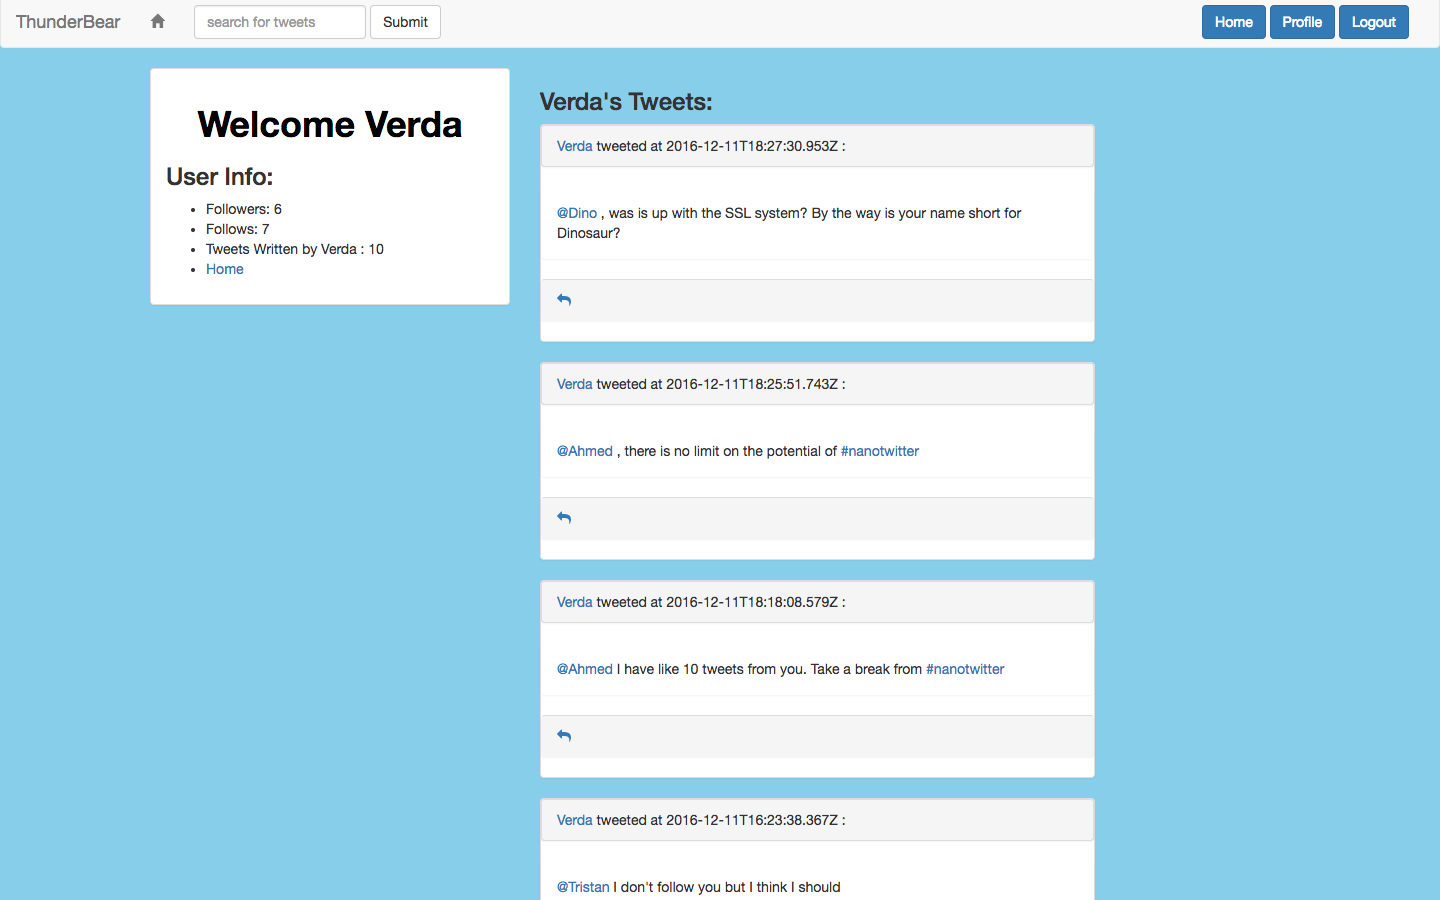 ThunderBear search for tweets Submit Home Profile Logout
Welcome Verda
User Info:
Followers: 6
Follows: 7
Tweets Written by Verda : 10
Home
Verda's Tweets:
Verda tweeted at 2016-12-11T18:27:30.953Z :
@Dino , was is up with the SSL system? By the way is your name short for
Dinosaur?
Verda tweeted at 2016-12-11T18:25:51.743Z :
@Ahmed , there is no limit on the potential of #nanotwitter
Verda tweeted at 2016-12-11T18:18:08.579Z :
@Ahmed I have like 10 tweets from you. Take a break from #nanotwitter
Verda tweeted at 2016-12-11T16:23:38.367Z :
@Tristan I don't follow you but I think I should